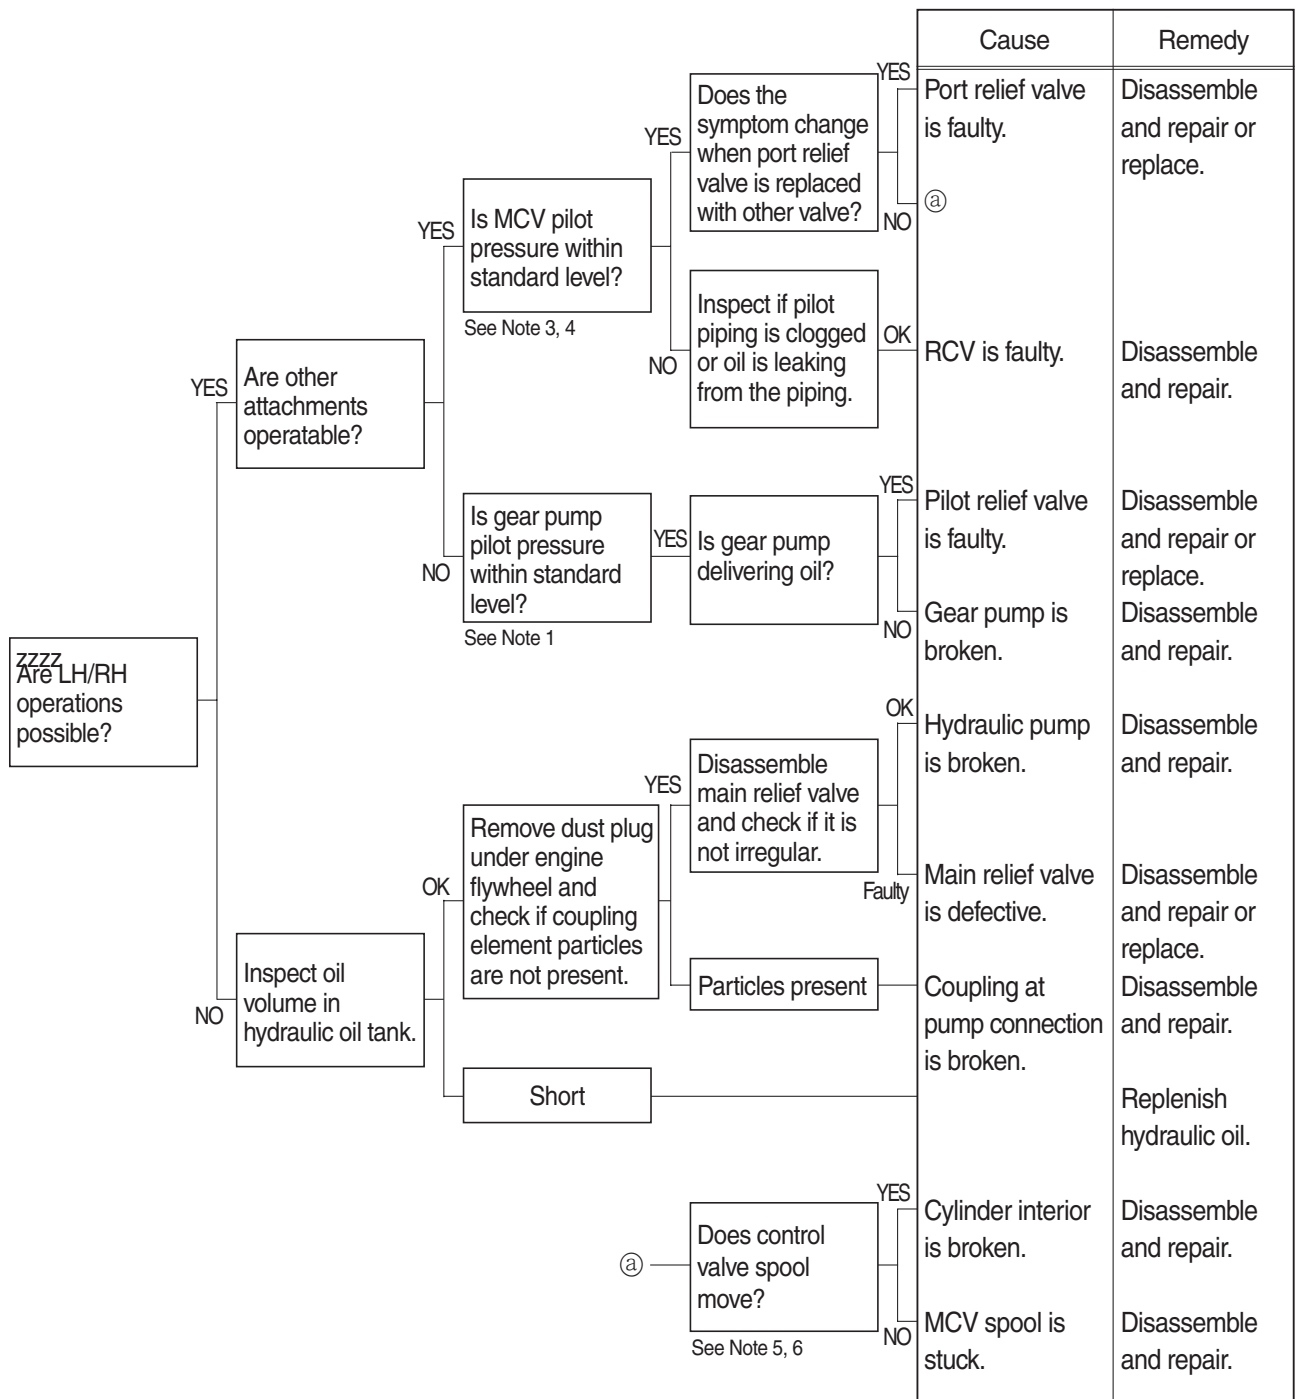 Cause
Remedy
YES
Does the
symptom change
when port relief
valve is replaced
with other valve?
YES
NO
Port relief valve
is faulty.
Disassemble
and repair or
replace.
ⓐ
YES
Is MCV pilot
pressure within
standard level?
See Note 3, 4
NO
Inspect if pilot
piping is clogged
or oil is leaking
from the piping.
OK
RCV is faulty.
Disassemble
and repair.
YES
Are other
attachments
operatable?
NO
Is gear pump
pilot pressure
within standard
level?
See Note 1
YES
Is gear pump
delivering oil?
YES
NO
Pilot relief valve
is faulty.
Disassemble
and repair or
replace.
Gear pump is
broken.
Disassemble
and repair.
zzzz
Are LH/RH
operations
possible?
NO
Inspect oil
volume in
hydraulic oil tank.
OK
Remove dust plug
under engine
flywheel and
check if coupling
element particles
are not present.
YES
Disassemble
main relief valve
and check if it is
not irregular.
OK
Faulty
Hydraulic pump
is broken.
Disassemble
and repair.
Main relief valve
is defective.
Disassemble
and repair or
replace.
Particles present
Coupling at
pump connection
is broken.
Disassemble
and repair.
Short
Replenish
hydraulic oil.
ⓐ
Does control
valve spool
move?
See Note 5, 6
YES
NO
Cylinder interior
is broken.
Disassemble
and repair.
MCV spool is
stuck.
Disassemble
and repair.